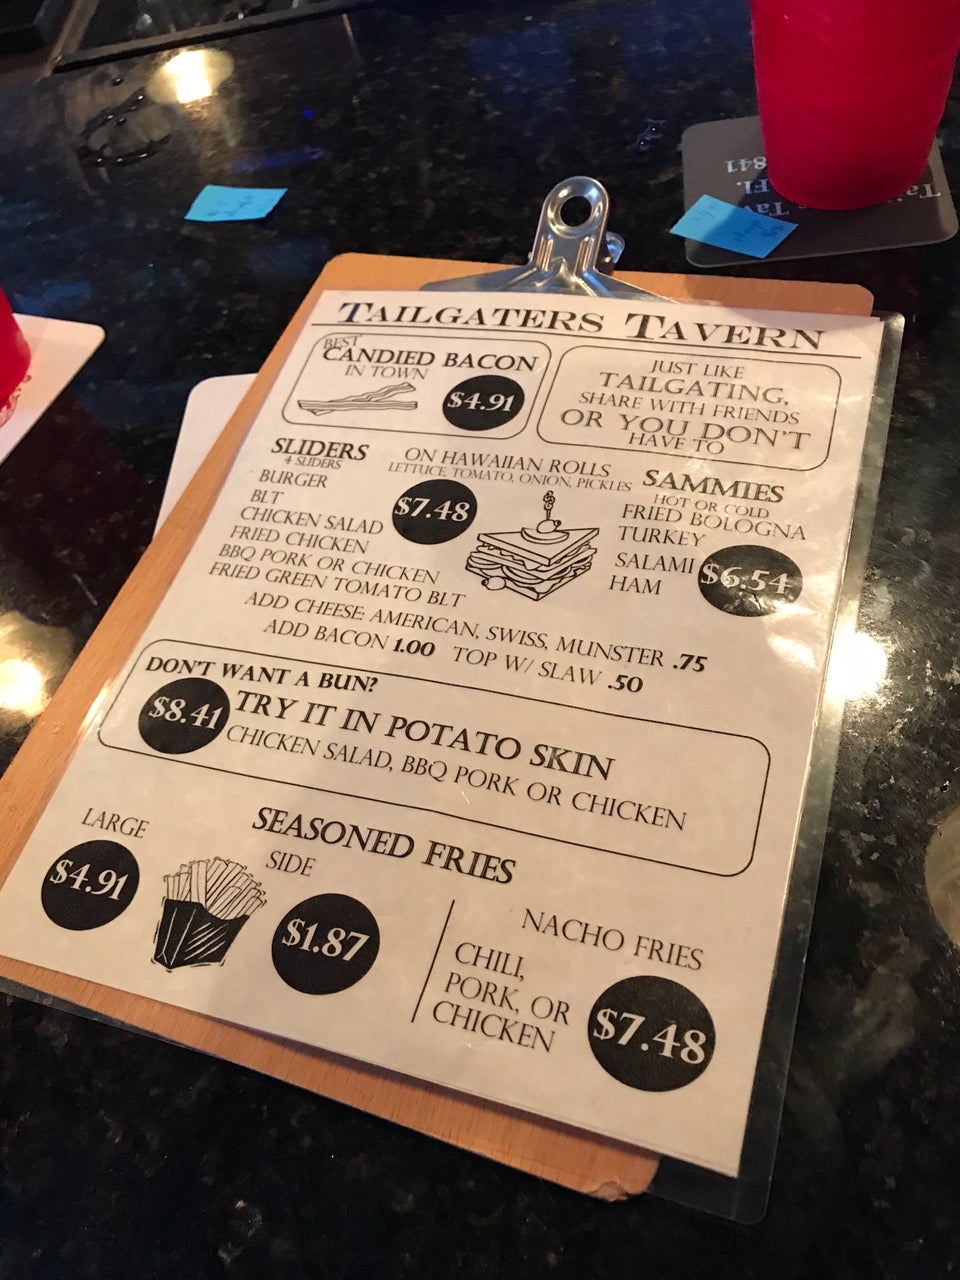 TAILGATERS TAVERN
BEST
CANDIED BACON
IN TOWN
$4.91
JUST LIKE
TAILGATING,
SHARE WITH FRIENDS
OR YOU DON'T
HAVE TO
SLIDERS
4 SLIDERS
BURGER
BLT
CHICKEN SALAD
FRIED CHICKEN
BBQ PORK OR CHICKEN
FRIED GREEN TOMATO BLT
ON HAWAIIAN ROLLS
LETTUCE, TOMATO, ONION, PICKLES
$7.48
SAMMIES
HOT OR COLD
FRIED BOLOGNA
TURKEY
SALAMI
HAM
$6.54
ADD CHEESE: AMERICAN, SWISS, MUNSTER .75
ADD BACON 1.00 TOP W/ SLAW .50
DON'T WANT A BUN?
$8.41
TRY IT IN POTATO SKIN
CHICKEN SALAD, BBQ PORK OR CHICKEN
SEASONED FRIES
LARGE
$4.91
SIDE
$1.87
NACHO FRIES
CHILI,
PORK, OR
CHICKEN
$7.48
Fl.
841